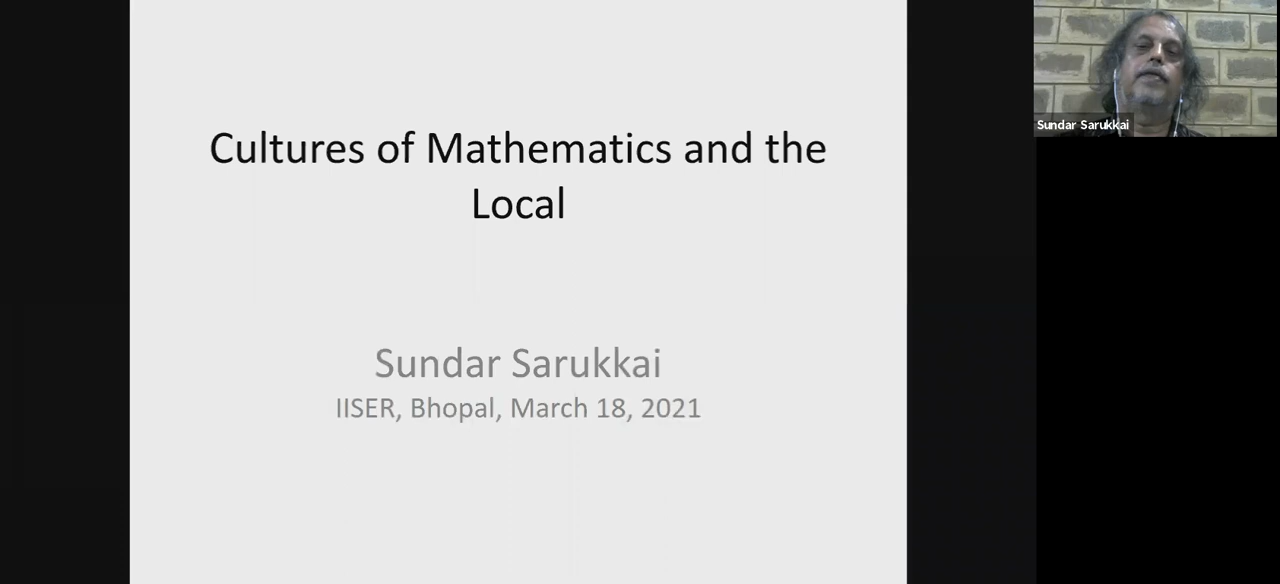 Cultures of Mathematics and the
Local
Sundar Sarukkai
IISER, Bhopal, March 18, 2021
Sundar Sarukkai